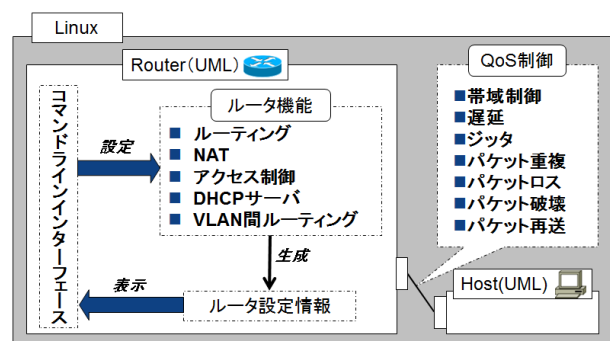 Linux
Router(UML)
コマンドラインインターフェース
設定
ルータ機能
ルーティング
NAT
アクセス制御
DHCPサーバ
VLAN間ルーティング
生成
表示
ルータ設定情報
QoS制御
帯域制御
遅延
ジッタ
パケット重複
パケットロス
パケット破壊
パケット再送
Host(UML)